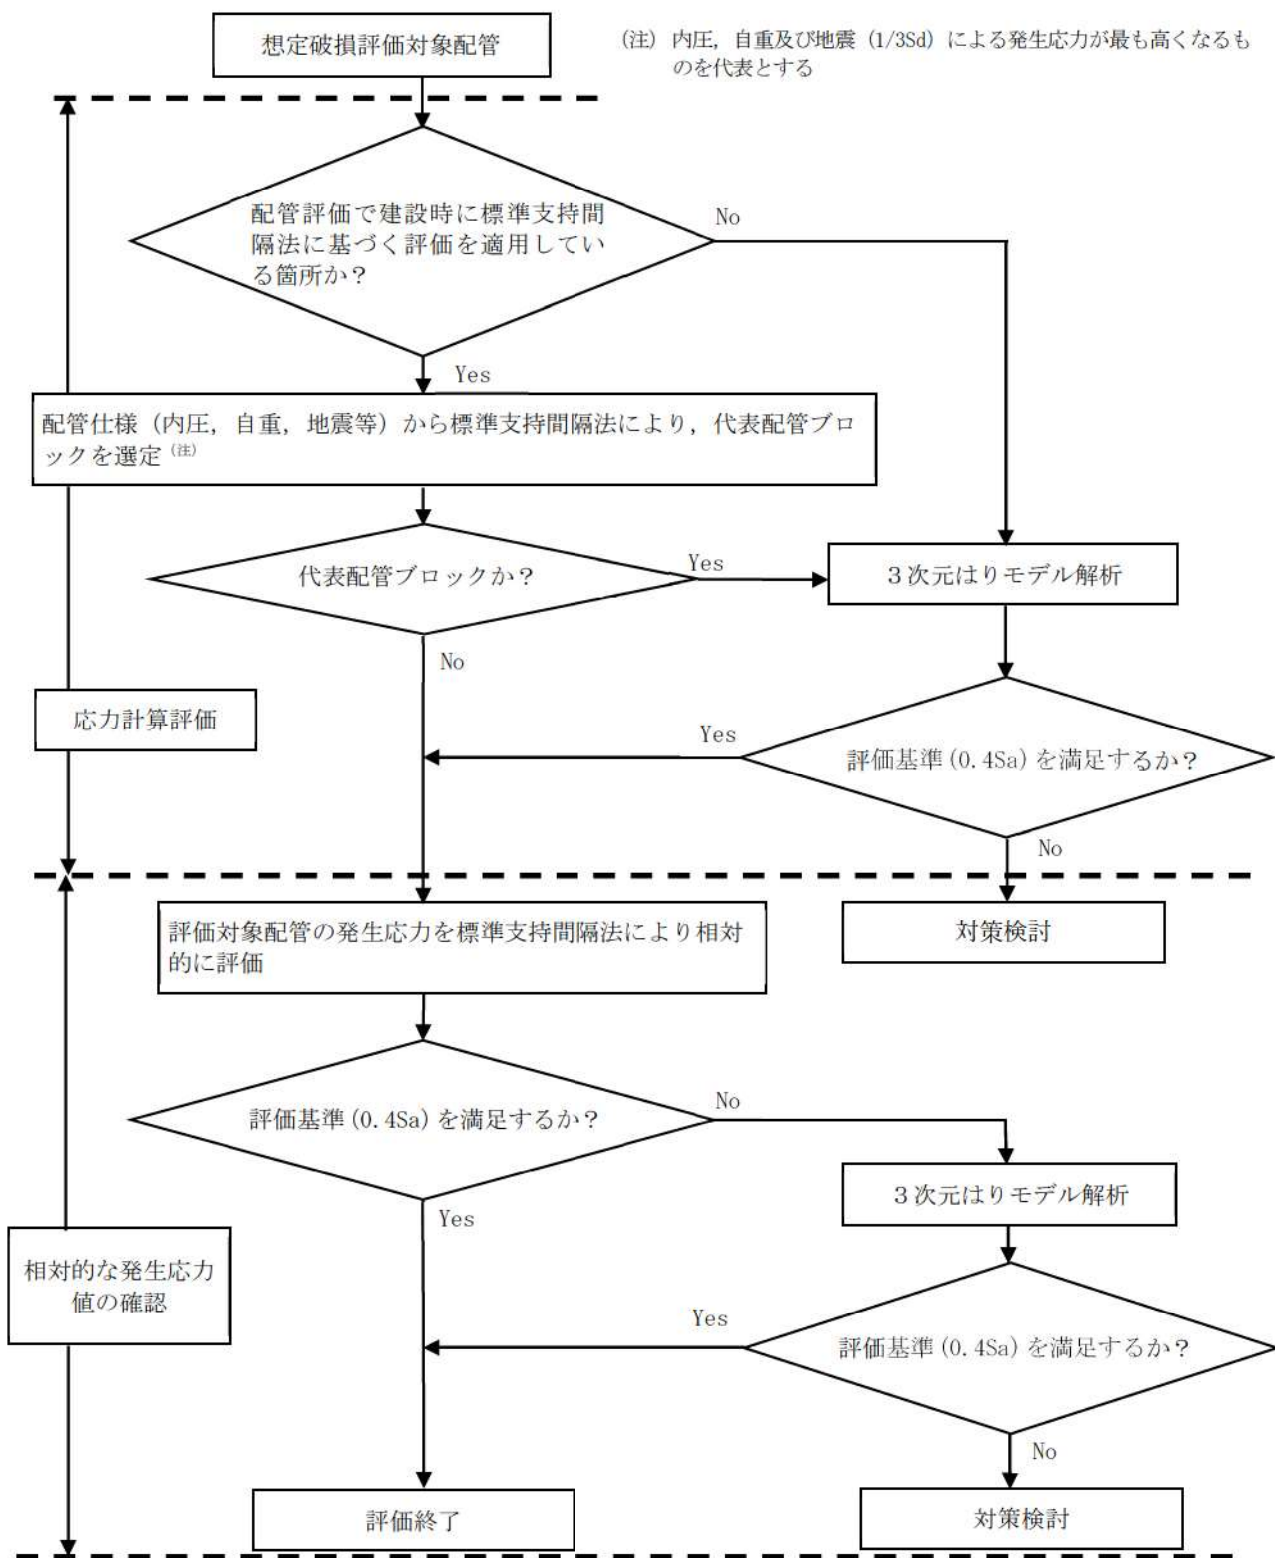 想定破損評価対象配管
(注) 内圧,自重及び地震(1/3Sd)による発生応力が最も高くなるも
のを代表とする
配管評価で建設時に標準支持間
隔法に基づく評価を適用してい
る箇所か?
No
Yes
配管仕様(内圧,自重,地震等)から標準支持間隔法により,代表配管ブロ
ックを選定(注)
代表配管ブロックか?
Yes
3次元はりモデル解析
No
応力計算評価
Yes
評価基準(0.4Sa)を満足するか?
No
評価対象配管の発生応力を標準支持間隔法により相対
的に評価
対策検討
評価基準(0.4Sa)を満足するか?
No
3次元はりモデル解析
Yes
相対的な発生応力
値の確認
Yes
評価基準(0.4Sa)を満足するか?
No
評価終了
対策検討